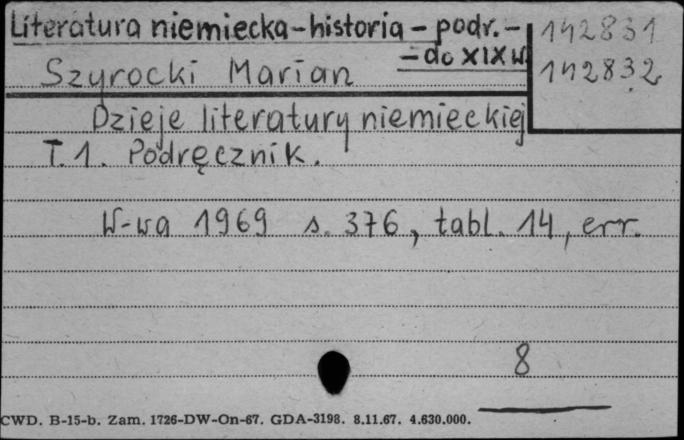 Literatura niemiecka-historia - podr. -
- do XIX w.
142831
142832
Szyrocki Marian
Dzieje literatury niemieckiej
T. 1. Podręcznik.
W-wa 1969 s. 376, tabl. 14, err.
8
CWD. B-15-b. Zam. 1726-DW-On-67. GDA-3198. 8.11.67. 4.630.000.